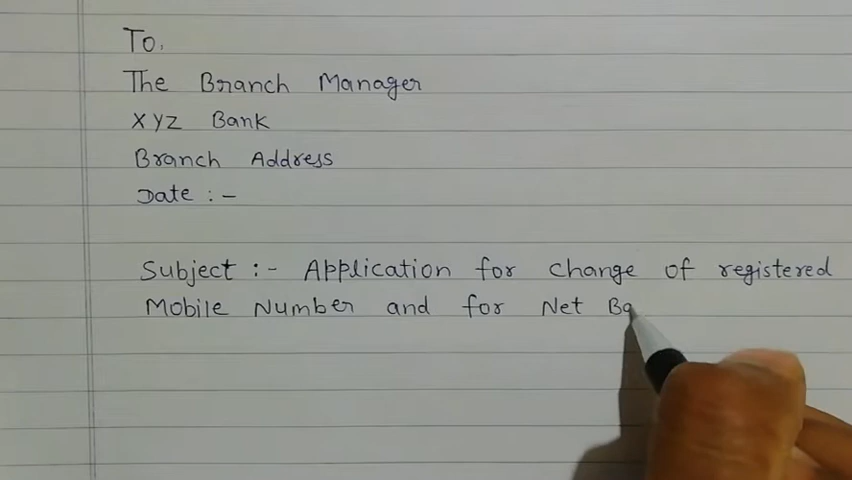 To,
The Branch Manager
XYZ Bank
Branch Address
Date :-
Subject :- Application for change of registered
Mobile Number and for Net Ba